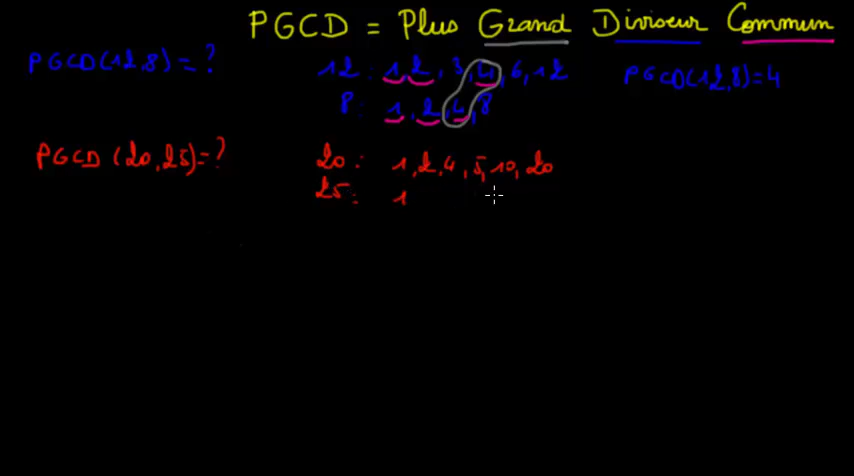 PGCD = Plus Grand Diviseur Commun
PGCD(12,8)=?
12: 1, 2, 3, 4, 6, 12
8: 1, 2, 4, 8
PGCD(12,8)=4
PGCD (20,25)=?
20: 1, 2, 4, 5, 10, 20
25: 1